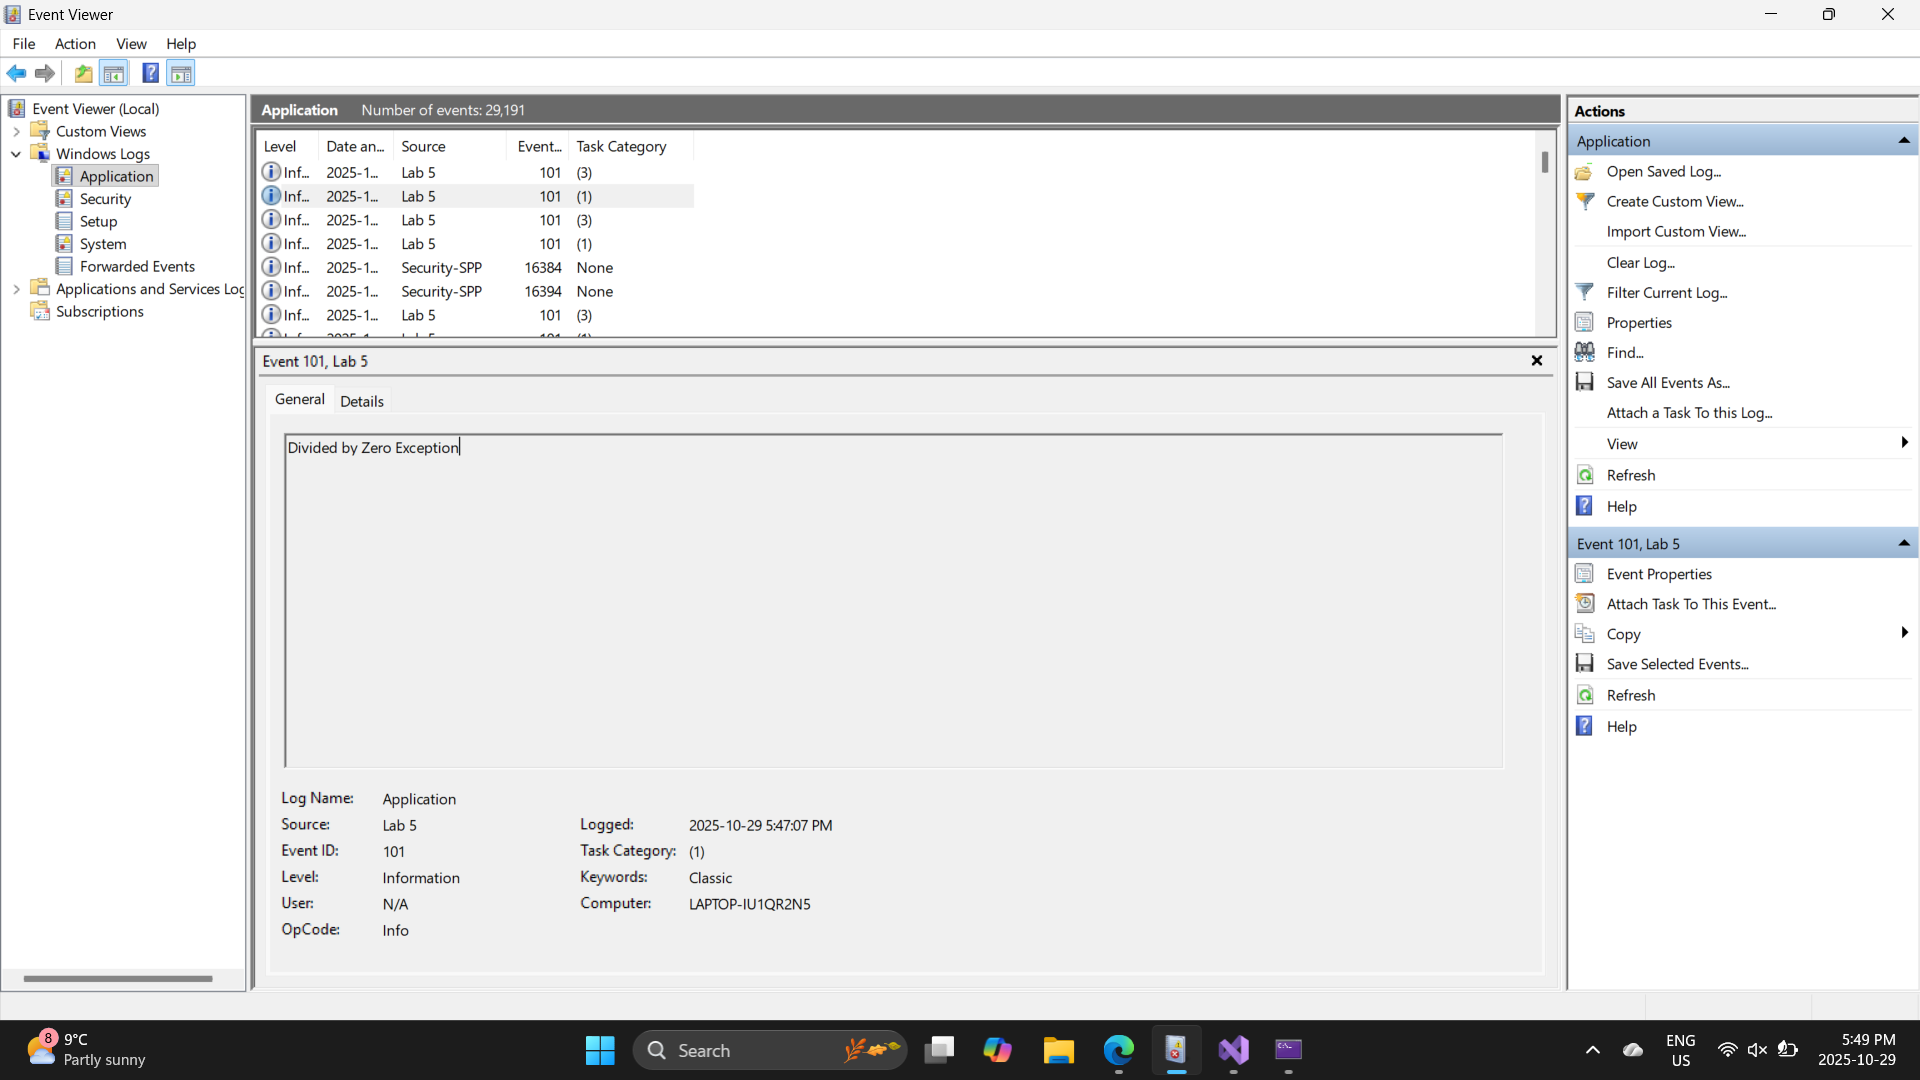 Event Viewer
File Action View Help
Event Viewer (Local)
Custom Views
Windows Logs
Application
Security
Setup
System
Forwarded Events
Applications and Services Log
Subscriptions
Application Number of events: 29,191
Level Date an... Source Event... Task Category
Inf... 2025-1... Lab 5 101 (3)
Inf... 2025-1... Lab 5 101 (1)
Inf... 2025-1... Lab 5 101 (3)
Inf... 2025-1... Lab 5 101 (1)
Inf... 2025-1... Security-SPP 16384 None
Inf... 2025-1... Security-SPP 16394 None
Inf... 2025-1... Lab 5 101 (3)
Event 101, Lab 5
General Details
Divided by Zero Exception
Log Name: Application
Source: Lab 5 Logged: 2025-10-29 5:47:07 PM
Event ID: 101 Task Category: (1)
Level: Information Keywords: Classic
User: N/A Computer: LAPTOP-IU1QR2N5
OpCode: Info
Actions
Application
Open Saved Log...
Create Custom View...
Import Custom View...
Clear Log...
Filter Current Log...
Properties
Find...
Save All Events As...
Attach a Task To this Log...
View
Refresh
Help
Event 101, Lab 5
Event Properties
Attach Task To This Event...
Copy
Save Selected Events...
Refresh
Help
8
9°C
Partly sunny
Search
ENG
US
5:49 PM
2025-10-29